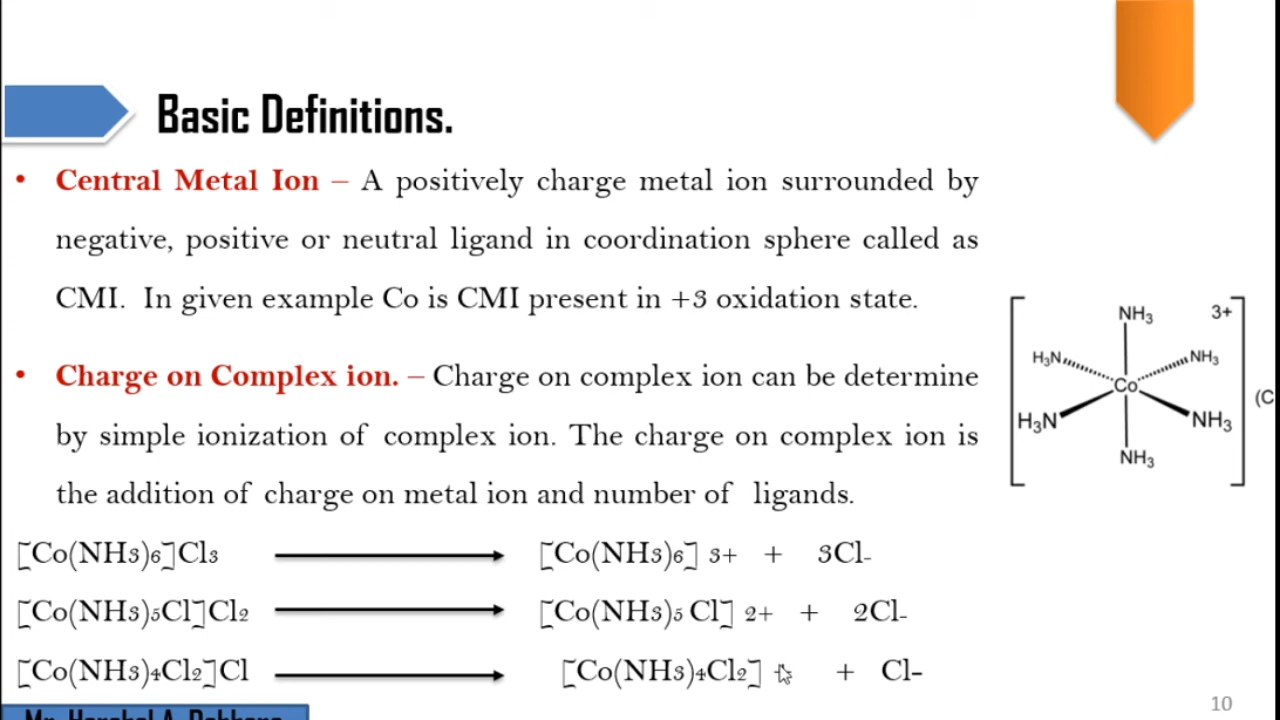 Basic Definitions.
• Central Metal Ion – A positively charge metal ion surrounded by
negative, positive or neutral ligand in coordination sphere called as
CMI. In given example Co is CMI present in +3 oxidation state.
• Charge on Complex ion. – Charge on complex ion can be determine
by simple ionization of complex ion. The charge on complex ion is
the addition of charge on metal ion and number of ligands.
NH3 3+
H3N NH3
Co
(C
H3N NH3
NH3
[Co(NH3)6]Cl3 [Co(NH3)6] 3+ + 3Cl-
[Co(NH3)5Cl]Cl2 [Co(NH3)5 Cl] 2+ + 2Cl-
[Co(NH3)4Cl2]Cl [Co(NH3)4Cl2] + Cl-
10